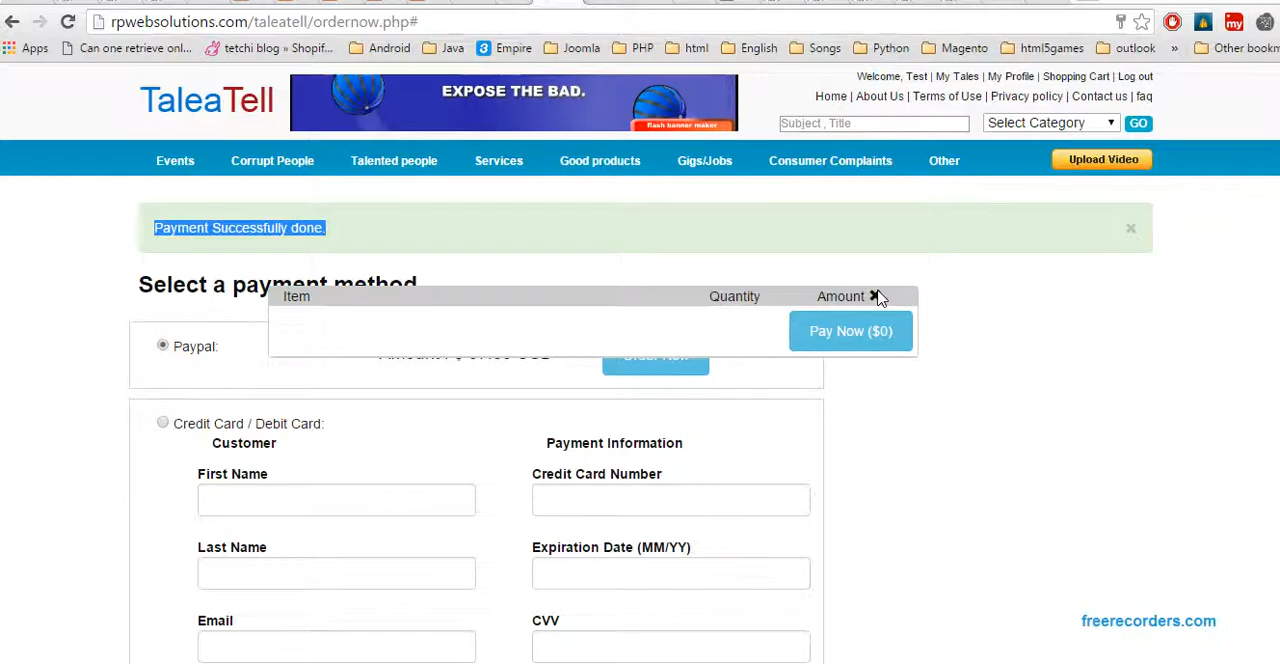 rpwebsolutions.com/taleatell/ordernow.php#
Apps Can one retrieve onl... tetchi blog » Shopif... Android Java 3 Empire Joomla PHP html English Songs Python Magento html5games outlook » Other bookm
TaleaTell
EXPOSE THE BAD.
flash banner maker
Welcome, Test | My Tales | My Profile | Shopping Cart | Log out
Home | About Us | Terms of Use | Privacy policy | Contact us | faq
Subject , Title Select Category GO
Events Corrupt People Talented people Services Good products Gigs/Jobs Consumer Complaints Other Upload Video
Payment Successfully done. ×
Select a payment method
Item Quantity Amount
Pay Now ($0)
Paypal:
Credit Card / Debit Card:
Customer Payment Information
First Name Credit Card Number
Last Name Expiration Date (MM/YY)
Email CVV
freerecorders.com